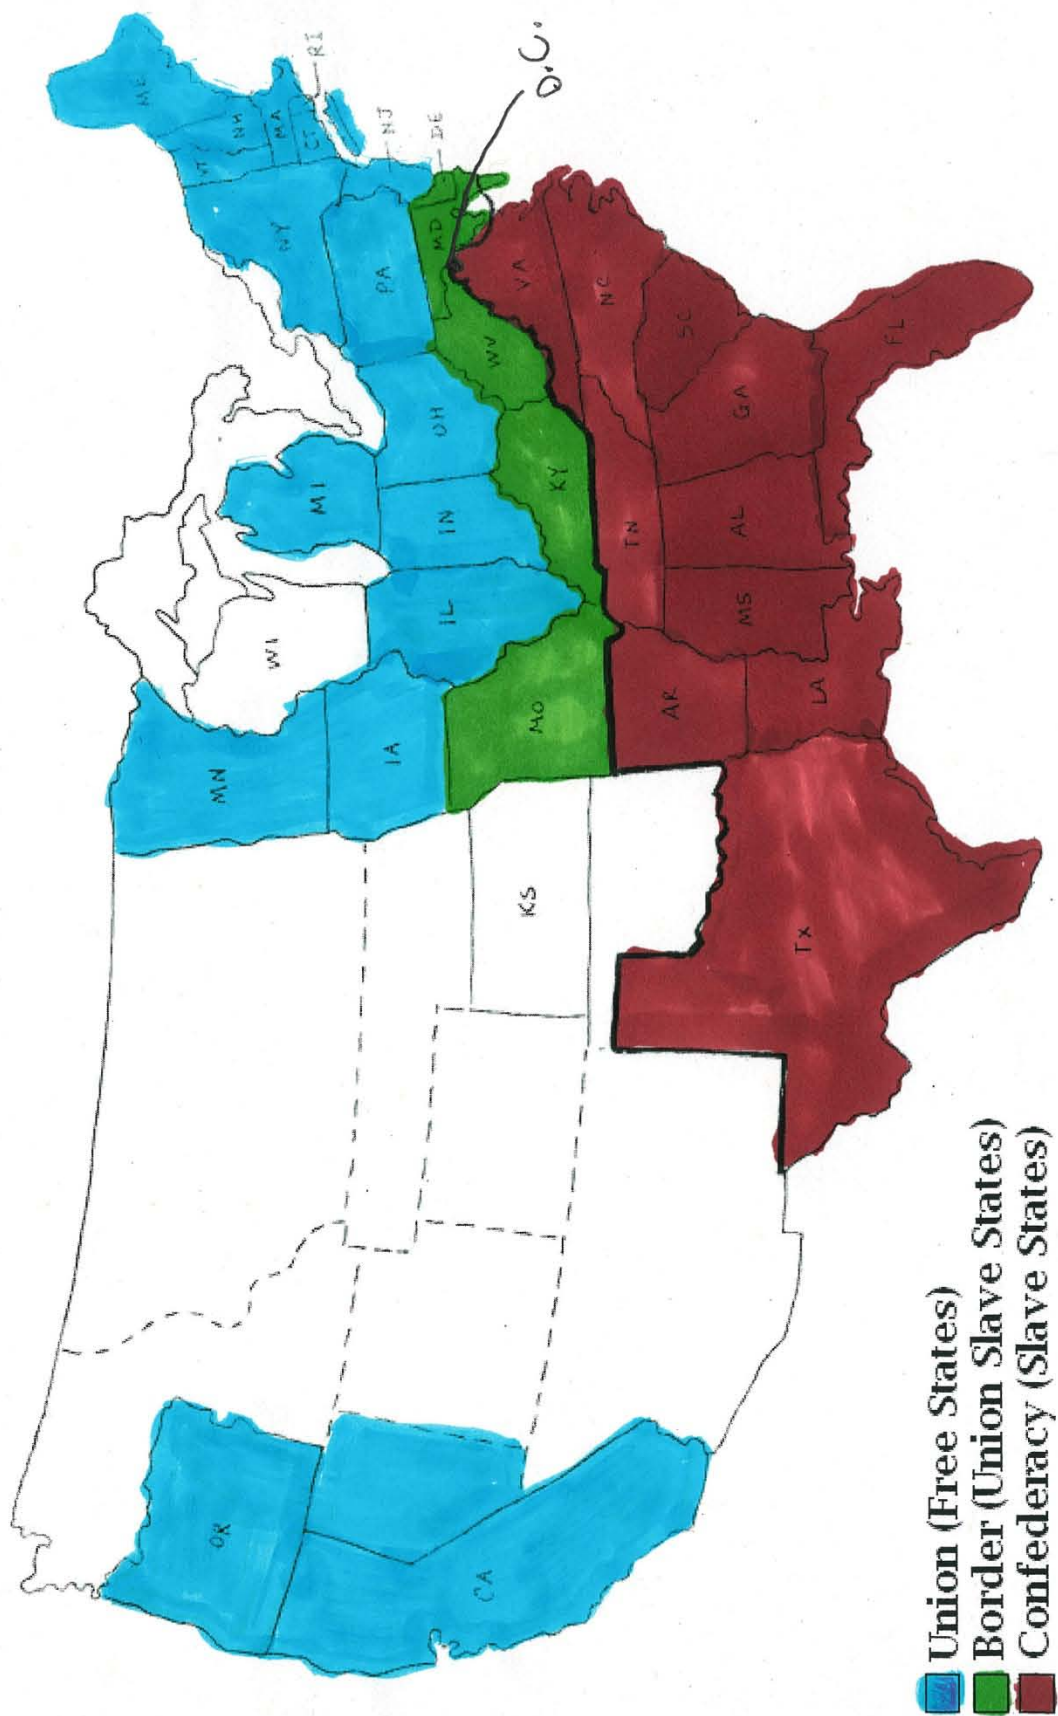 ME
RI
VT
NH
MA
CT
NY
NJ
DE
D.C.
PA
MD
MI
WI
MN
OH
WV
VA
IN
IL
IA
KY
NC
MO
TN
SC
KS
AR
GA
AL
MS
FL
LA
TX
OR
CA
Union (Free States)
Border (Union Slave States)
Confederacy (Slave States)